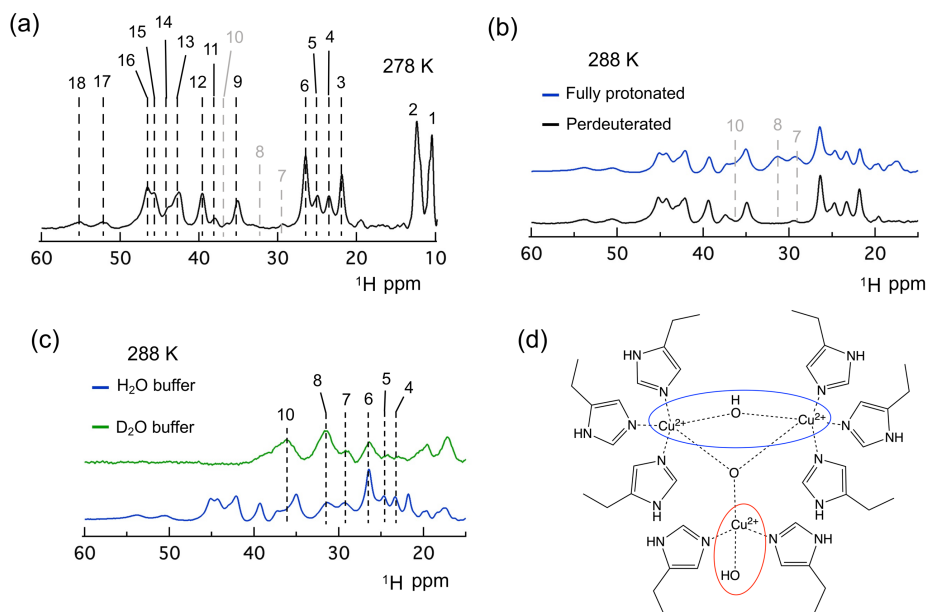 (a)
18 17 16 15 14 13 12 11 10 9 8 7 6 5 4 3 2 1
278 K
60 50 40 30 20 10
¹H ppm
(b)
288 K
Fully protonated
Perdeuterated
10 8 7
60 50 40 30 20
¹H ppm
(c)
288 K
H₂O buffer
D₂O buffer
10 8 7 6 5 4
60 50 40 30 20
¹H ppm
(d)
HN N
N NH
HN N
N NH
N N
N H
N H
H
O
Cu²⁺ Cu²⁺
O
Cu²⁺
HN N
N NH
HO